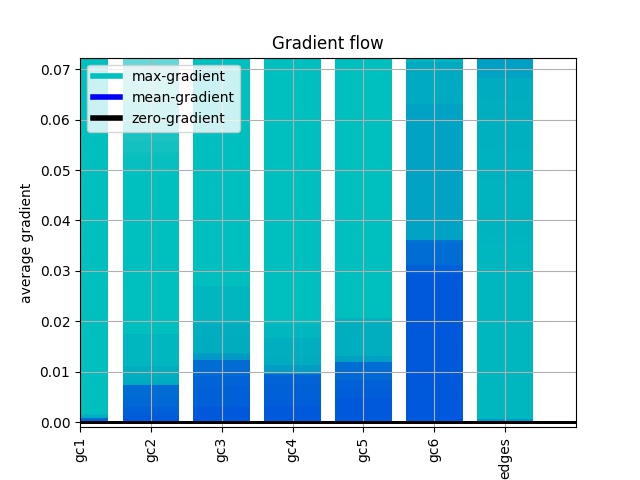 Gradient flow
max-gradient
mean-gradient
zero-gradient
average gradient
0.07
0.06
0.05
0.04
0.03
0.02
0.01
0.00
gc1
gc2
gc3
gc4
gc5
gc6
edges